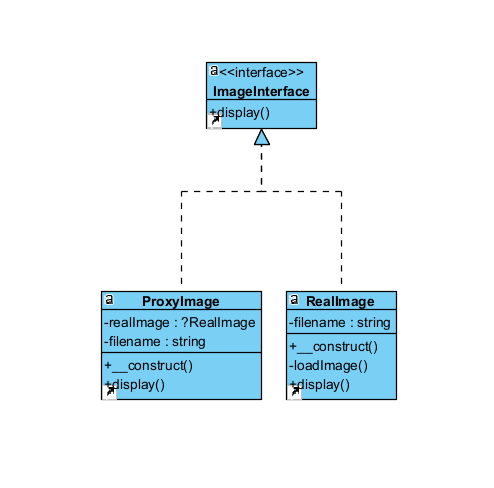 a <<interface>>
ImageInterface
+display()
a ProxyImage
-realImage : ?RealImage
-filename : string
+__construct()
+display()
a RealImage
-filename : string
+__construct()
-loadImage()
+display()